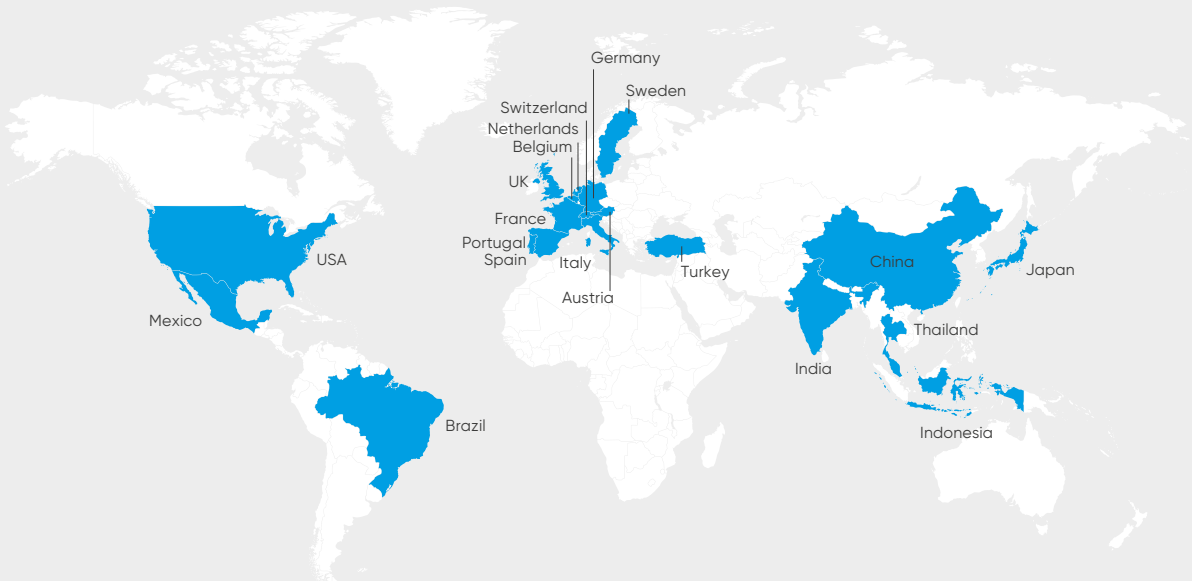 Germany
Sweden
Switzerland
Netherlands
Belgium
UK
France
Portugal
Spain
Italy
Turkey
Austria
USA
Mexico
Brazil
China
Japan
Thailand
India
Indonesia